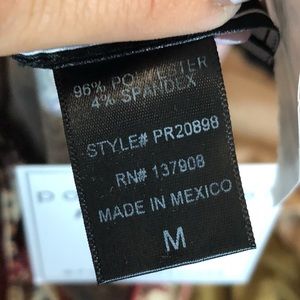 96% POLYESTER
4% SPANDEX
STYLE# PR20898
RN# 137908
MADE IN MEXICO
M